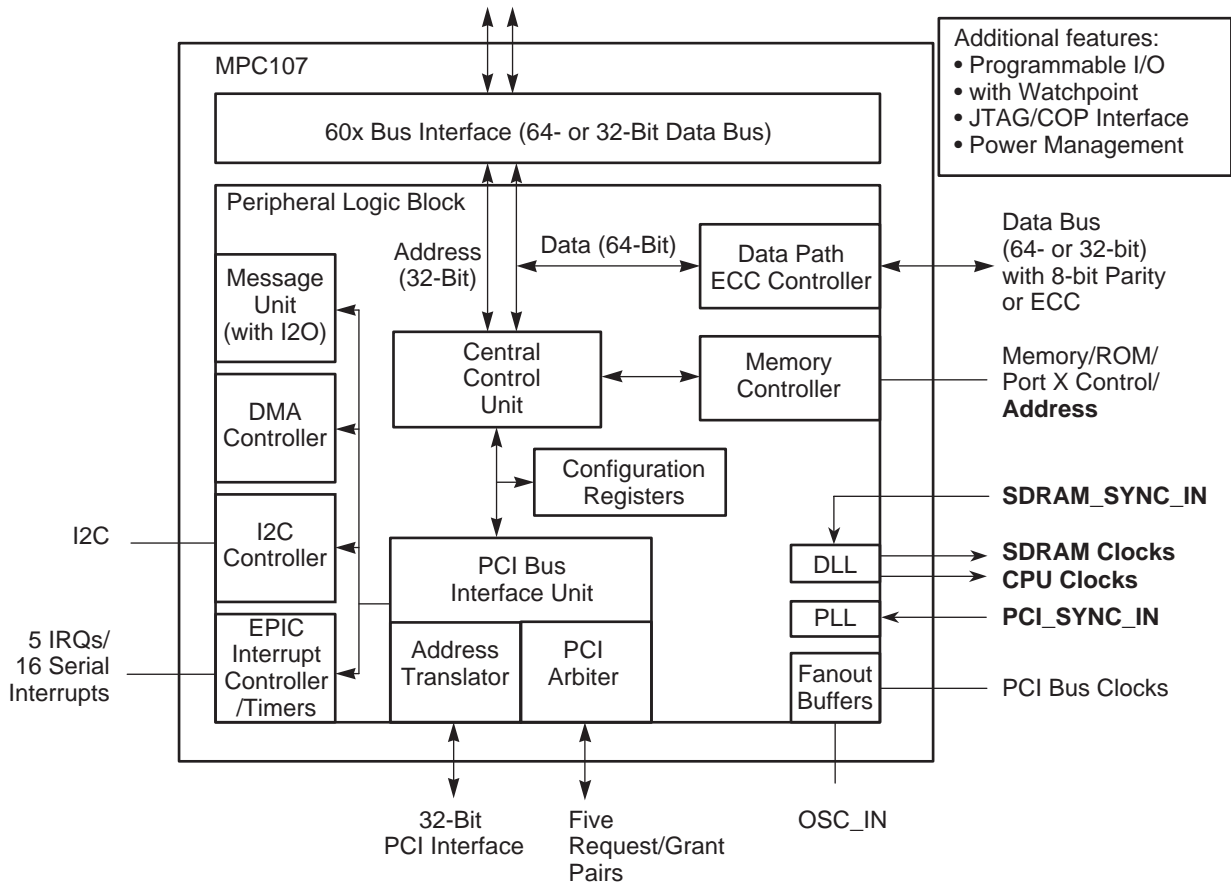 MPC107
60x Bus Interface (64- or 32-Bit Data Bus)
Additional features:
• Programmable I/O
• with Watchpoint
• JTAG/COP Interface
• Power Management
Peripheral Logic Block
Address
(32-Bit)
Data (64-Bit)
Data Path
ECC Controller
Data Bus
(64- or 32-bit)
with 8-bit Parity
or ECC
Message
Unit
(with I2O)
Central
Control
Unit
Memory
Controller
Memory/ROM/
Port X Control/
Address
DMA
Controller
Configuration
Registers
SDRAM_SYNC_IN
I2C
I2C
Controller
PCI Bus
Interface Unit
DLL
SDRAM Clocks
CPU Clocks
PLL
PCI_SYNC_IN
5 IRQs/
16 Serial
Interrupts
EPIC
Interrupt
Controller
/Timers
Address
Translator
PCI
Arbiter
Fanout
Buffers
PCI Bus Clocks
32-Bit
PCI Interface
Five
Request/Grant
Pairs
OSC_IN